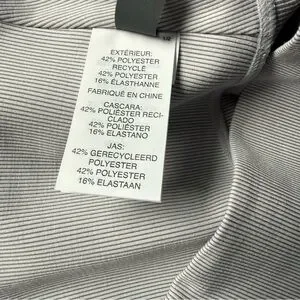 EXTÉRIEUR:
42% POLYESTER
RECYCLÉ
42% POLYESTER
16% ÉLASTHANNE
FABRIQUÉ EN CHINE
CASCARA:
42% POLIÉSTER RECI-
CLADO
42% POLIÉSTER
16% ELASTANO
JAS:
42% GERECYCLEERD
POLYESTER
42% POLYESTER
16% ELASTAAN